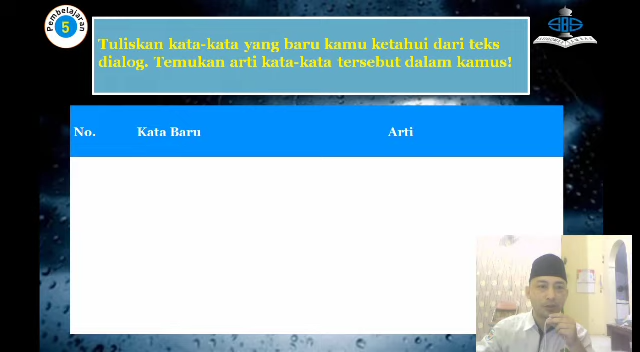 Pembelajaran
5
Tuliskan kata-kata yang baru kamu ketahui dari teks
dialog. Temukan arti kata-kata tersebut dalam kamus!
No. Kata Baru Arti